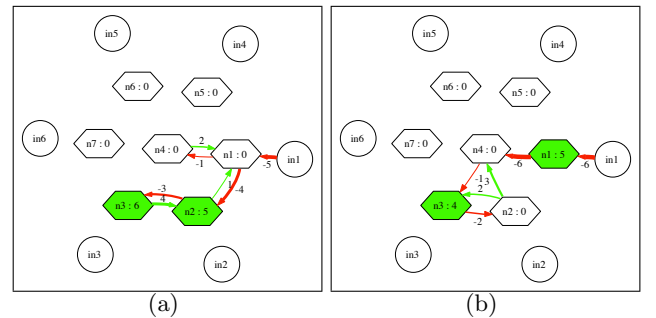 in5
in4
n6 : 0
n5 : 0
in6
n7 : 0
n4 : 0
2
n1 : 0
in1
-1
-5
-3
1
-4
n3 : 6
4
n2 : 5
in3
in2
(a)
in5
in4
n6 : 0
n5 : 0
in6
n7 : 0
n4 : 0
n1 : 5
in1
-6
-6
-1
3
2
n3 : 4
n2 : 0
-2
in3
in2
(b)